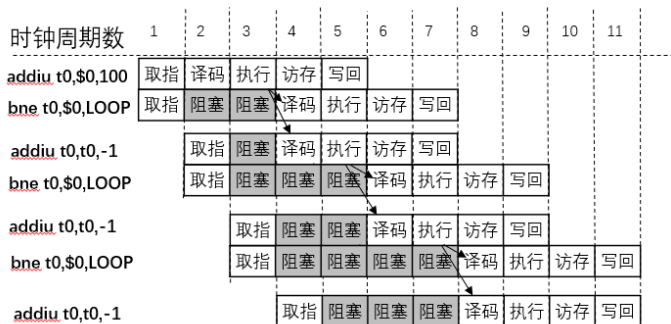 时钟周期数 1 2 3 4 5 6 7 8 9 10 11
addiu t0,$0,100 取指 译码 执行 访存 写回
bne t0,$0,LOOP 取指 阻塞 阻塞 译码 执行 访存 写回
addiu t0,t0,-1 取指 阻塞 译码 执行 访存 写回
bne t0,$0,LOOP 取指 阻塞 阻塞 阻塞 译码 执行 访存 写回
addiu t0,t0,-1 取指 阻塞 阻塞 译码 执行 访存 写回
bne t0,$0,LOOP 取指 阻塞 阻塞 阻塞 阻塞 译码 执行 访存 写回
addiu t0,t0,-1 取指 阻塞 阻塞 阻塞 译码 执行 访存 写回